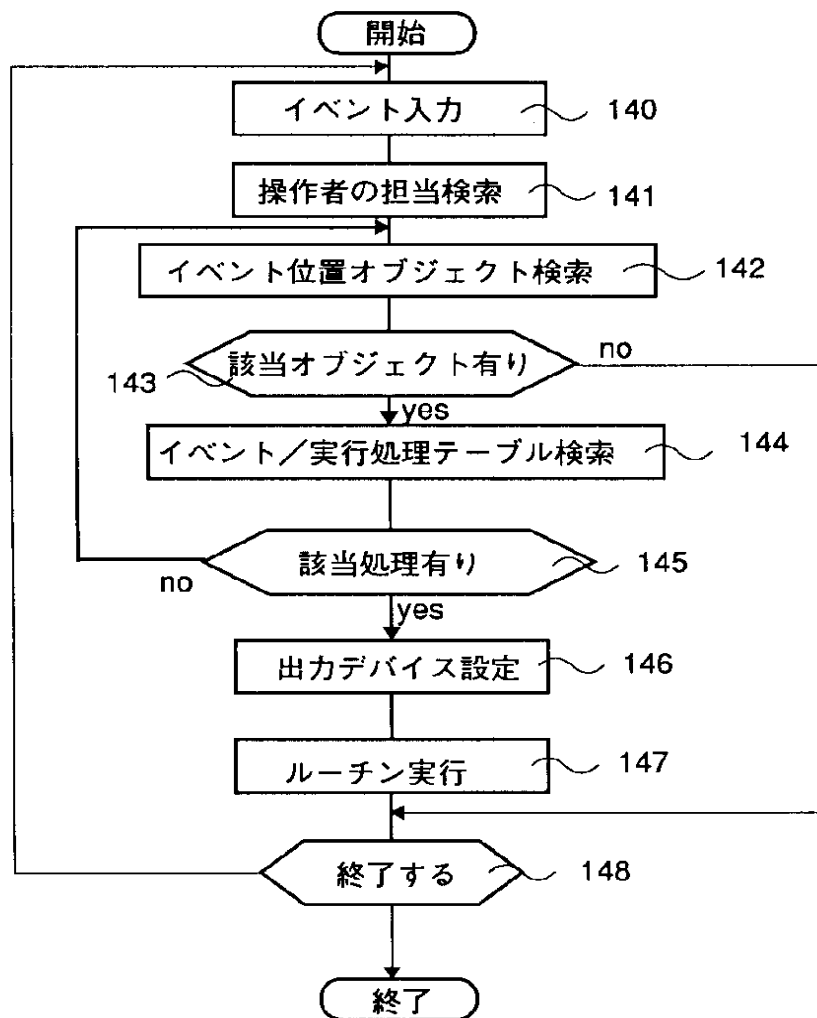 開始
イベント入力 140
操作者の担当検索 141
イベント位置オブジェクト検索 142
該当オブジェクト有り no
143
yes
イベント／実行処理テーブル検索 144
該当処理有り 145
no
yes
出力デバイス設定 146
ルーチン実行 147
終了する 148
終了